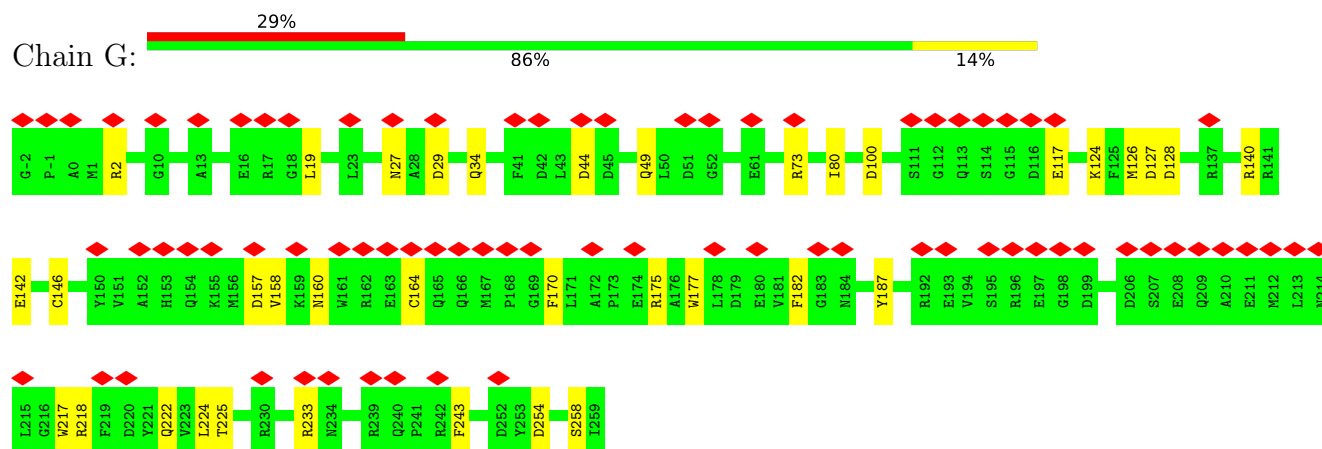 29%
Chain G:
86% 14%
G-2 P-1 A0 M1 R2 G10 A13 E16 R17 G18 L19 L23 N27 A28 D29 Q34 F41 D42 L43 D44 D45 Q49 L50 D51 G52 E61 R73 I80 D100 S111 G112 Q113 S114 G115 D116 E117 K124 F125 M126 D127 D128 R137 R140 R141
E142 C146 Y150 V151 A152 H153 Q154 K155 M156 D157 V158 K159 N160 W161 R162 E163 C164 Q165 Q166 M167 P168 G169 F170 L171 A172 P173 E174 R175 A176 W177 L178 D179 E180 V181 F182 G183 N184 Y187 R192 E193 V194 S195 R196 E197 G198 D199 D206 S207 E208 Q209 A210 E211 M212 L213 N214
L215 G216 W217 R218 F219 D220 Y221 Q222 V223 L224 T225 R230 R233 N234 R239 Q240 P241 R242 F243 D252 Y253 D254 S258 I259